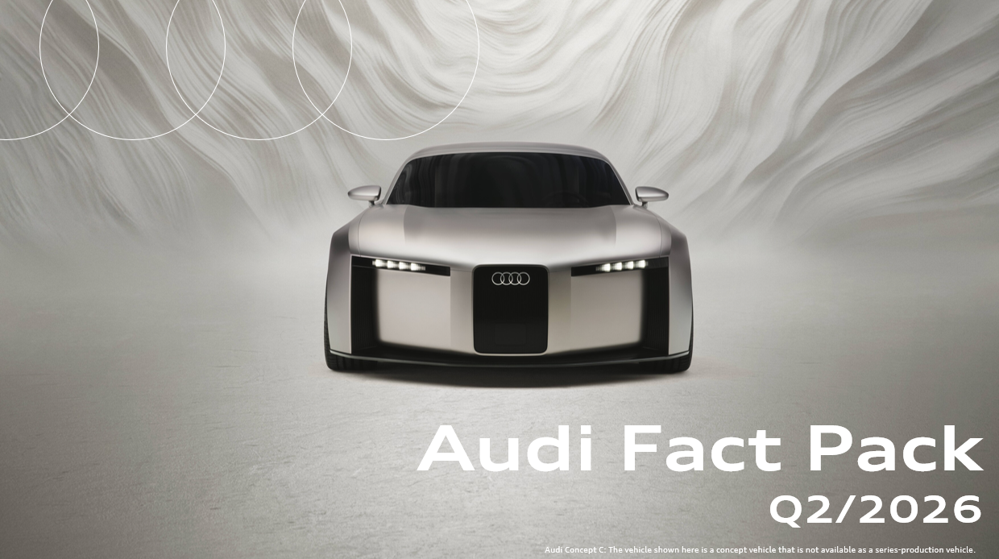 Audi Fact Pack
Q2/2026
Audi Concept C: The vehicle shown here is a concept vehicle that is not available as a series-production vehicle.